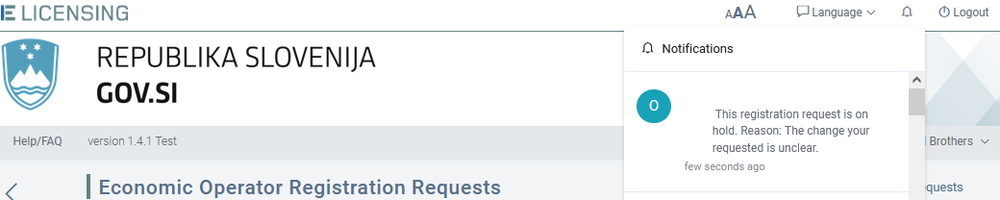 E LICENSING
AAA Language Logout
REPUBLIKA SLOVENIJA
GOV.SI
Notifications
O
This registration request is on
hold. Reason: The change your
requested is unclear.
few seconds ago
Help/FAQ version 1.4.1 Test
Brothers
Economic Operator Registration Requests